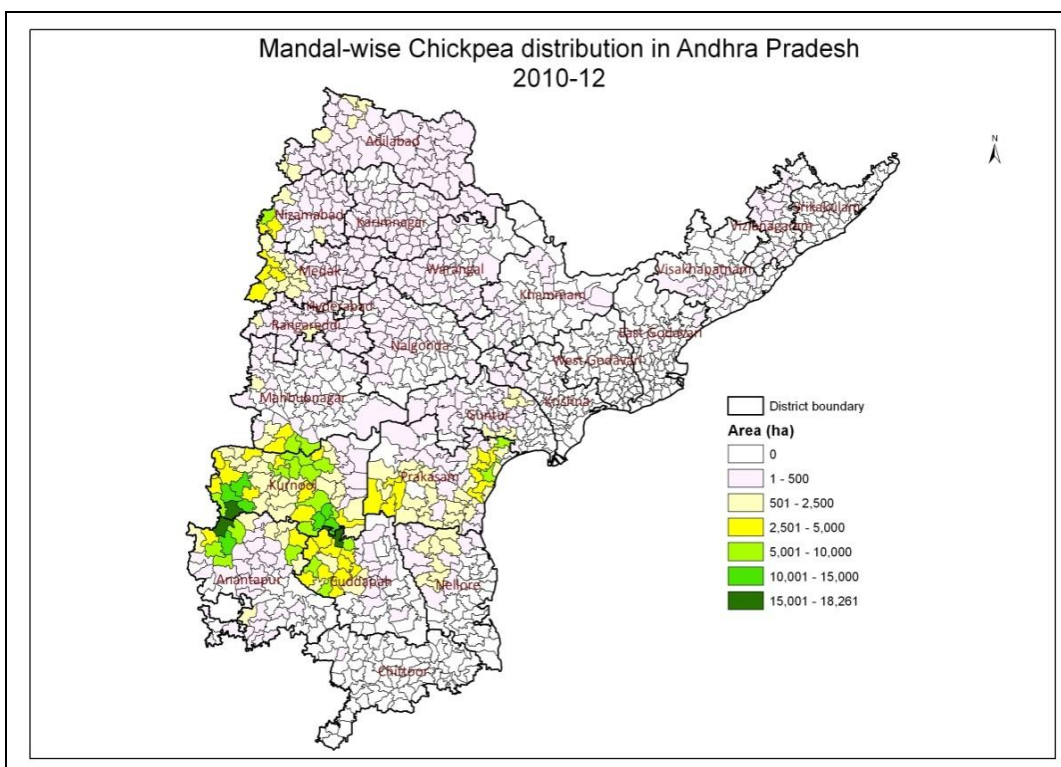 Mandal-wise Chickpea distribution in Andhra Pradesh
2010-12
N
Adilabad
Nizamabad
Karimnagar
Srikakulam
Vizianagaram
Medak
Warangal
Visakhapatnam
Khammam
Hyderabad
Rangareddi
Nalgonda
East Godavari
West Godavari
Mahbubnagar
Krishna
Guntur
Kurnool
Prakasam
Anantapur
Cuddapah
Nellore
Chittoor
District boundary
Area (ha)
0
1 - 500
501 - 2,500
2,501 - 5,000
5,001 - 10,000
10,001 - 15,000
15,001 - 18,261